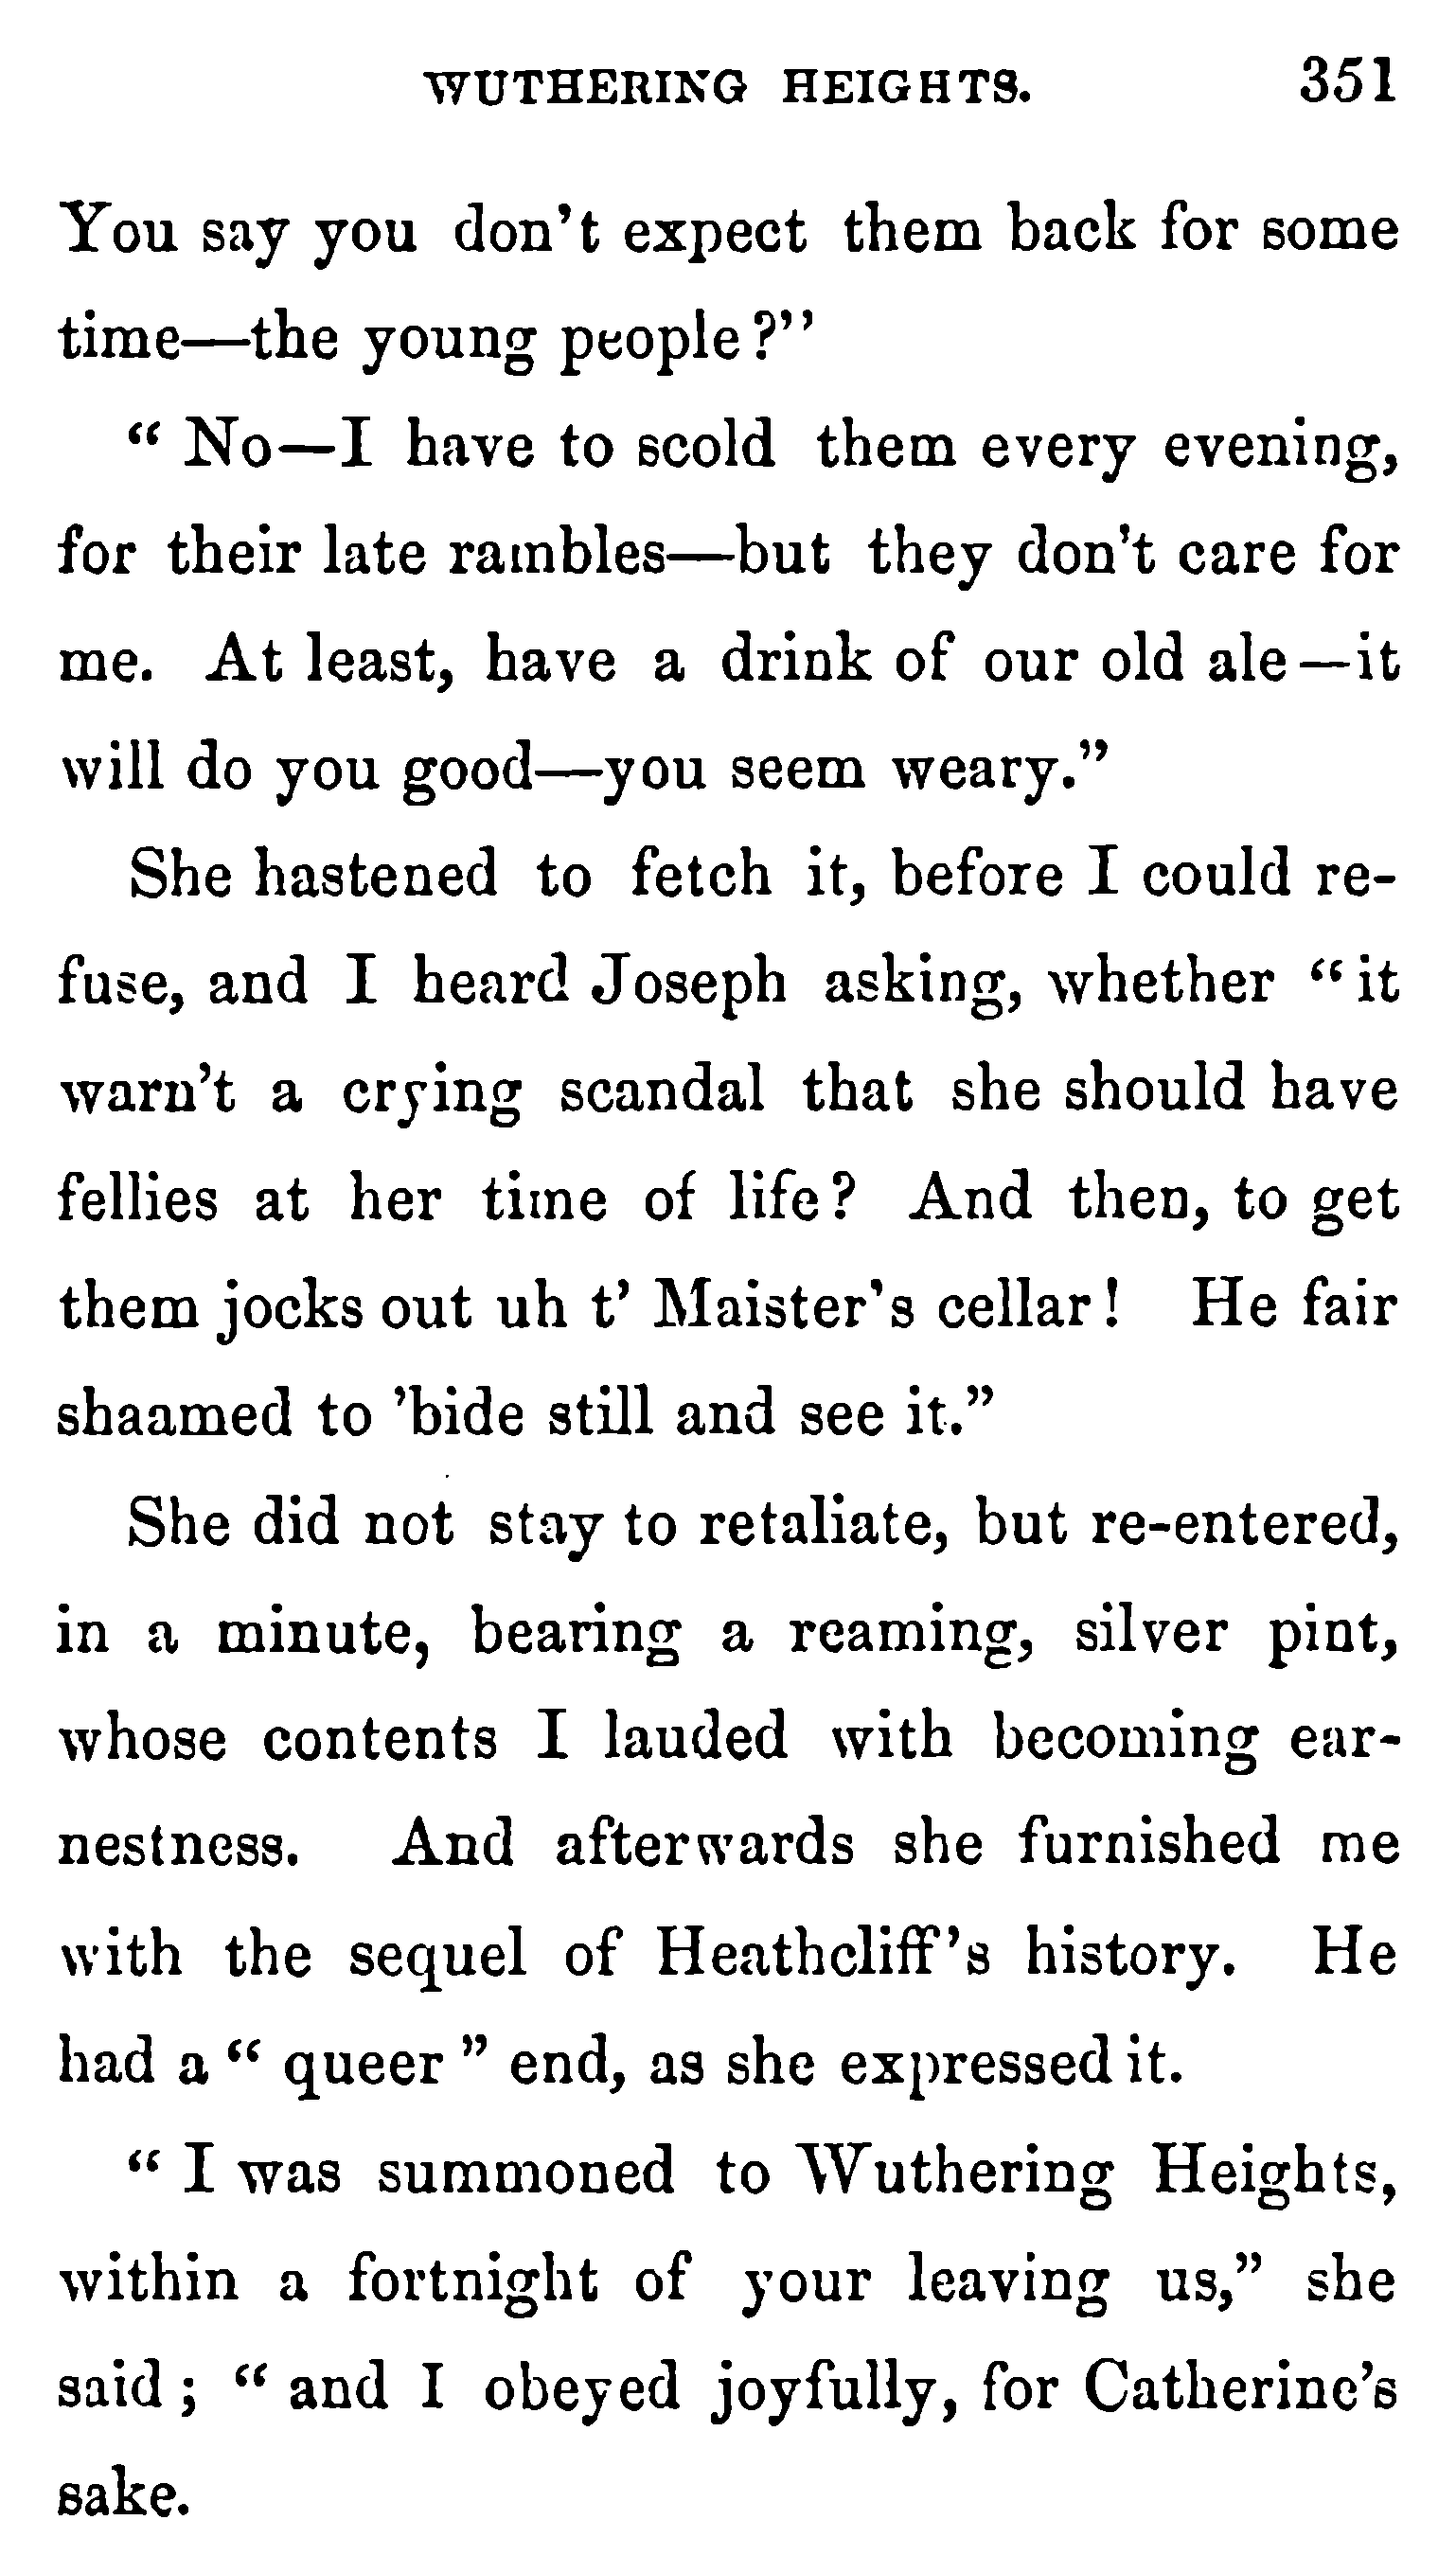 WUTHERING HEIGHTS. 351
You say you don't expect them back for some
time—the young people?"
" No—I have to scold them every evening,
for their late rambles—but they don't care for
me. At least, have a drink of our old ale—it
will do you good—you seem weary."
She hastened to fetch it, before I could re-
fuse, and I heard Joseph asking, whether "it
warn't a crying scandal that she should have
fellies at her time of life? And then, to get
them jocks out uh t' Maister's cellar! He fair
shaamed to 'bide still and see it."
She did not stay to retaliate, but re-entered,
in a minute, bearing a reaming, silver pint,
whose contents I lauded with becoming ear-
nestness. And afterwards she furnished me
with the sequel of Heathcliff's history. He
had a " queer " end, as she expressed it.
" I was summoned to Wuthering Heights,
within a fortnight of your leaving us," she
said; " and I obeyed joyfully, for Catherine's
sake.